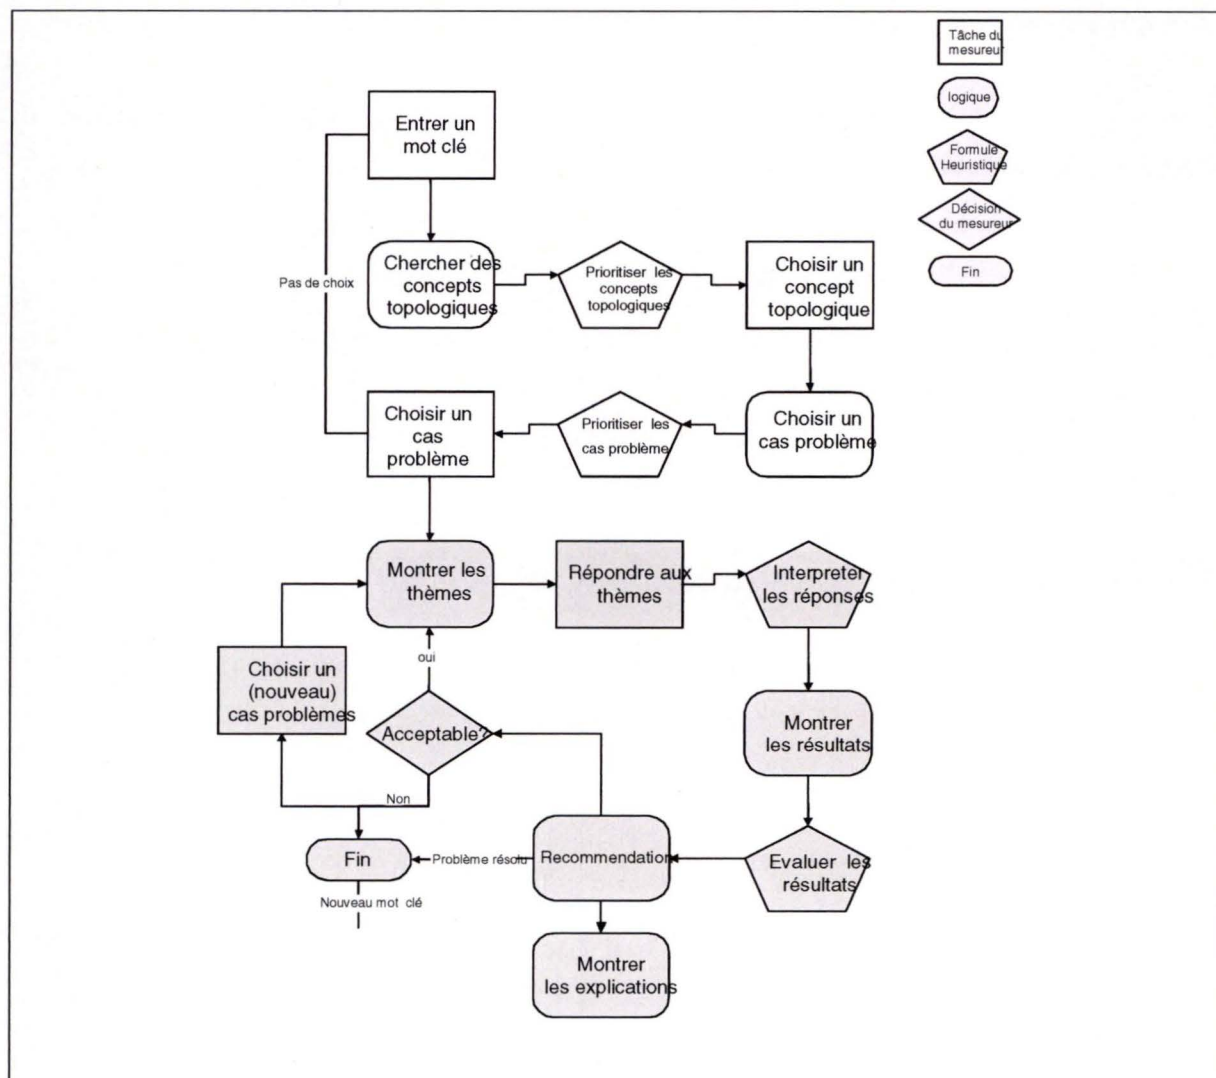 Tâche du
mesureur
logique
Formule
Heuristique
Décision
du mesureur
Fin
Entrer un
mot clé
Pas de choix
Chercher des
concepts
topologiques
Prioritiser les
concepts
topologiques
Choisir un
concept
topologique
Choisir un
cas
problème
Prioritiser les
cas problème
Choisir un
cas problème
Montrer les
thèmes
Répondre aux
thèmes
Interpreter
les réponses
oui
Choisir un
(nouveau)
cas problèmes
Acceptable?
Montrer
les résultats
Non
Fin
Problème résolu
Recommendation
Evaluer les
résultats
Nouveau mot clé
Montrer
les explications